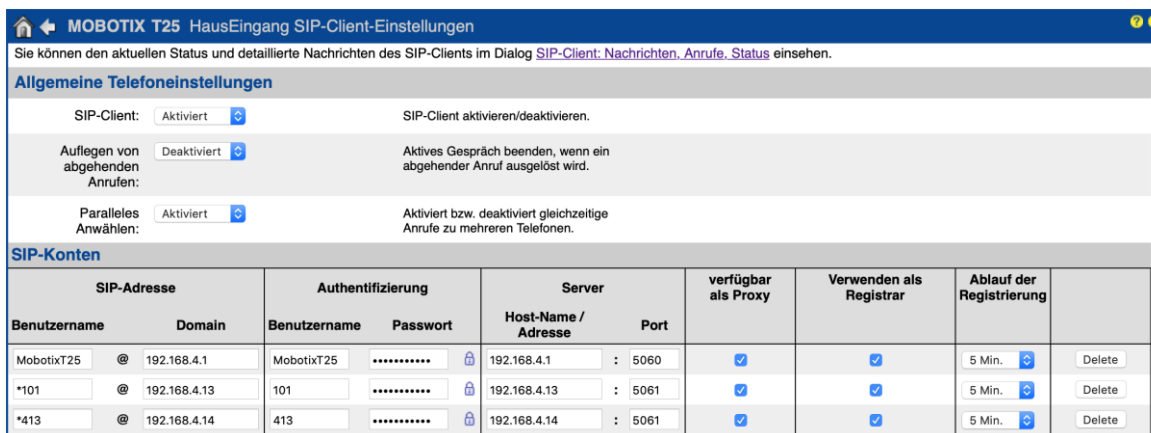 MOBOTIX T25 HausEingang SIP-Client-Einstellungen
Sie können den aktuellen Status und detaillierte Nachrichten des SIP-Clients im Dialog SIP-Client: Nachrichten, Anrufe, Status einsehen.
Allgemeine Telefoneinstellungen
SIP-Client: Aktiviert SIP-Client aktivieren/deaktivieren.
Auflegen von abgehenden Anrufen: Deaktiviert Aktives Gespräch beenden, wenn ein abgehender Anruf ausgelöst wird.
Paralleles Anwählen: Aktiviert Aktiviert bzw. deaktiviert gleichzeitige Anrufe zu mehreren Telefonen.
SIP-Konten
SIP-Adresse Authentifizierung Server verfügbar als Proxy Verwenden als Registrar Ablauf der Registrierung
Benutzername Domain Benutzername Passwort Host-Name / Adresse Port
MobotixT25 @ 192.168.4.1 MobotixT25 ••••••••••• 192.168.4.1 : 5060 5 Min. Delete
*101 @ 192.168.4.13 101 ••••••••••• 192.168.4.13 : 5061 5 Min. Delete
*413 @ 192.168.4.14 413 ••••••••••• 192.168.4.14 : 5061 5 Min. Delete